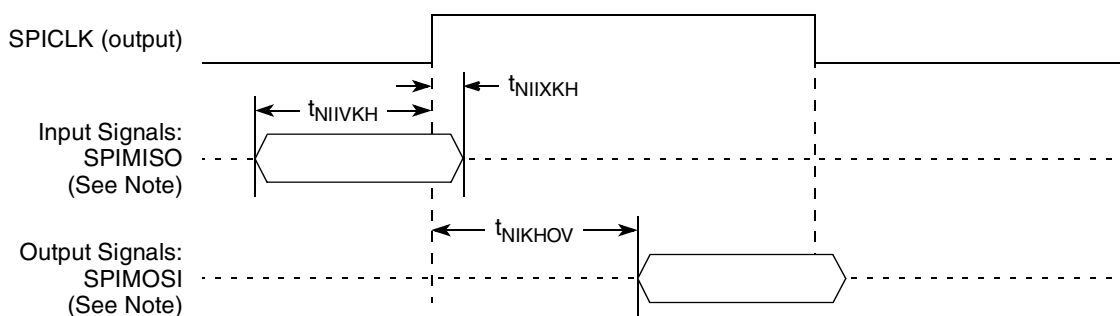 SPICLK (output)
tNIIXKH
tNIIVKH
Input Signals:
SPIMISO
(See Note)
tNIKHOV
Output Signals:
SPIMOSI
(See Note)